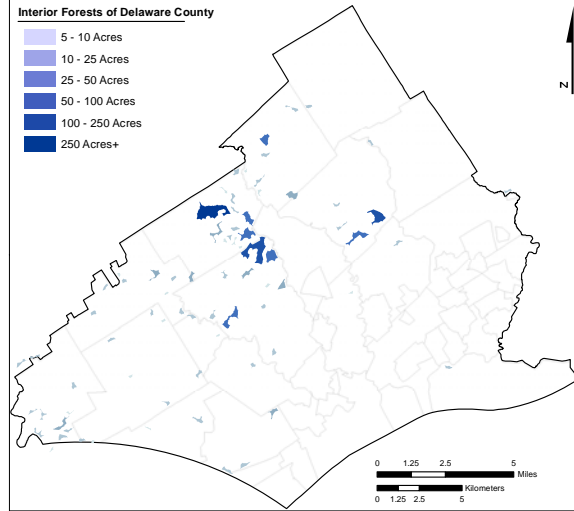 Interior Forests of Delaware County
5 - 10 Acres
10 - 25 Acres
25 - 50 Acres
50 - 100 Acres
100 - 250 Acres
250 Acres+
N
0 1.25 2.5 5
Miles
Kilometers
0 1.25 2.5 5